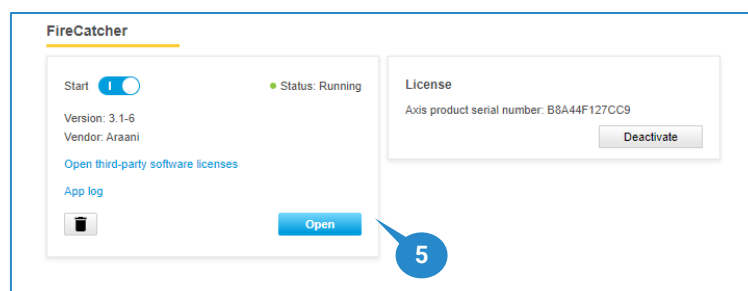 FireCatcher
Start
Status: Running
Version: 3.1-6
Vendor: Araani
Open third-party software licenses
App log
Open
License
Axis product serial number: B8A44F127CC9
Deactivate
5